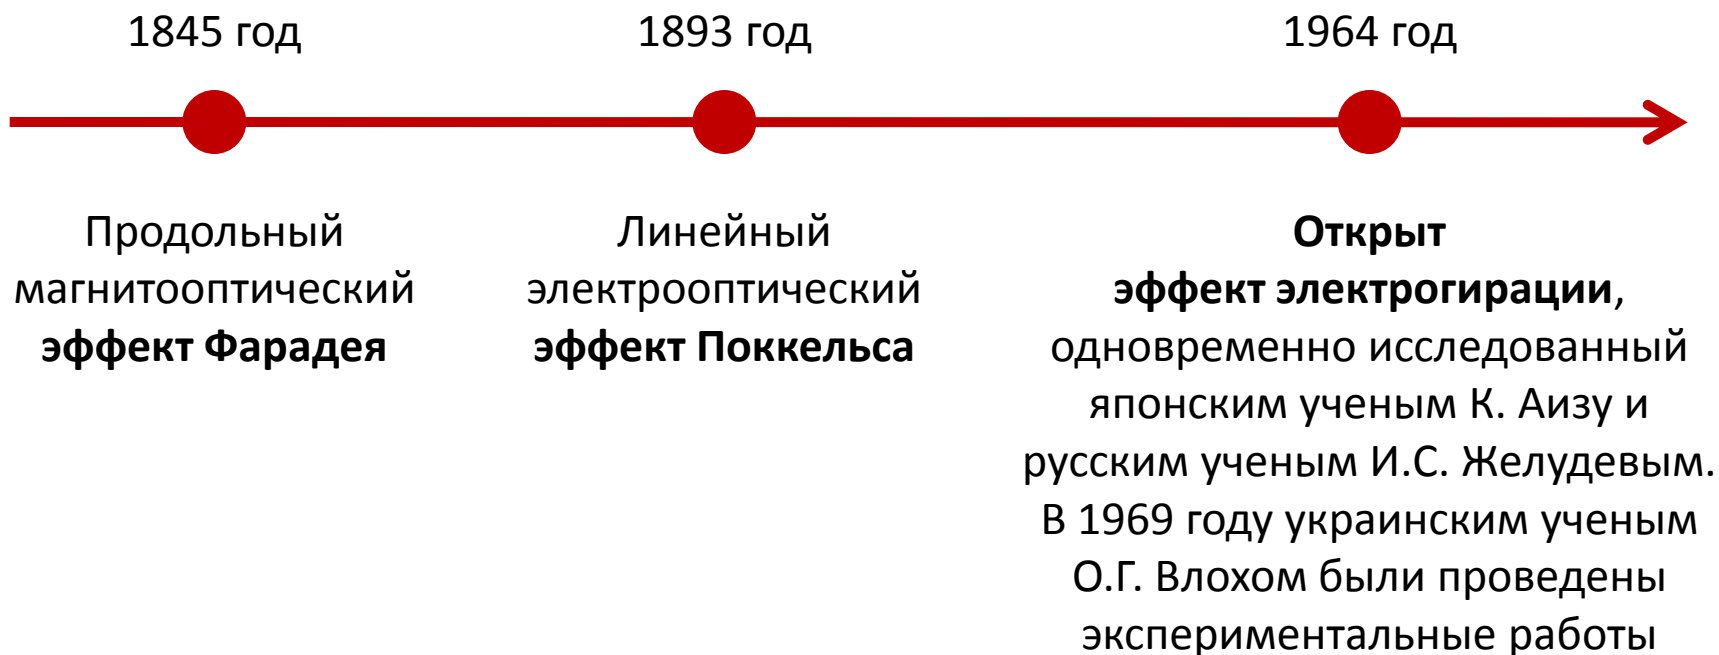 1845 год
1893 год
1964 год
Продольный
магнитооптический
эффект Фарадея
Линейный
электрооптический
эффект Поккельса
Открыт
эффект электрогирации,
одновременно исследованный
японским ученым К. Аизу и
русским ученым И.С. Желудевым.
В 1969 году украинским ученым
О.Г. Влохом были проведены
экспериментальные работы